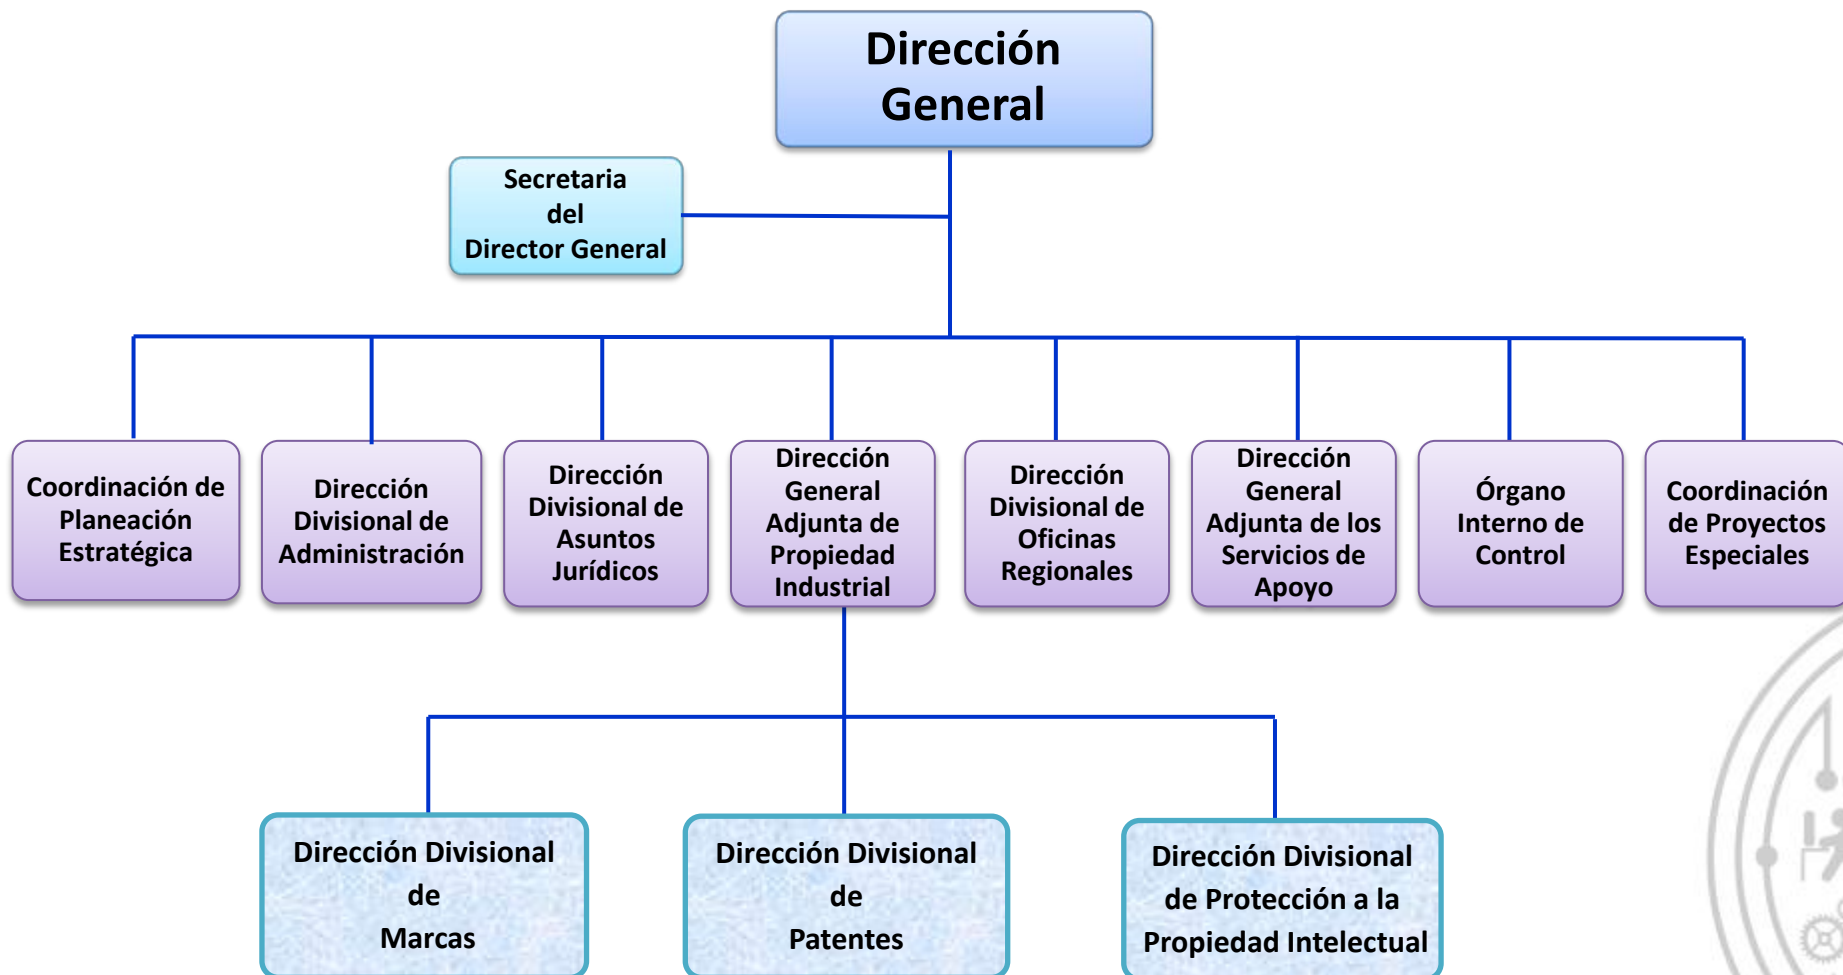 Dirección
General
Secretaria
del
Director General
Coordinación de
Planeación
Estratégica
Dirección
Divisional de
Administración
Dirección
Divisional de
Asuntos
Jurídicos
Dirección
General
Adjunta de
Propiedad
Industrial
Dirección
Divisional de
Oficinas
Regionales
Dirección
General
Adjunta de los
Servicios de
Apoyo
Órgano
Interno de
Control
Coordinación
de Proyectos
Especiales
Dirección Divisional
de
Marcas
Dirección Divisional
de
Patentes
Dirección Divisional
de Protección a la
Propiedad Intelectual